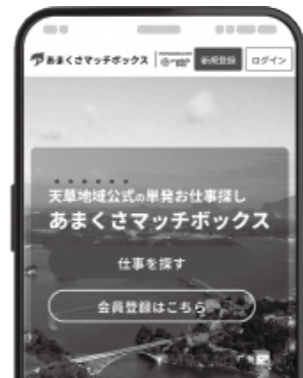 あまくさマッチボックス
新規登録
ログイン
天草地域公式の単発お仕事探し
あまくさマッチボックス
仕事を探す
会員登録はこちら